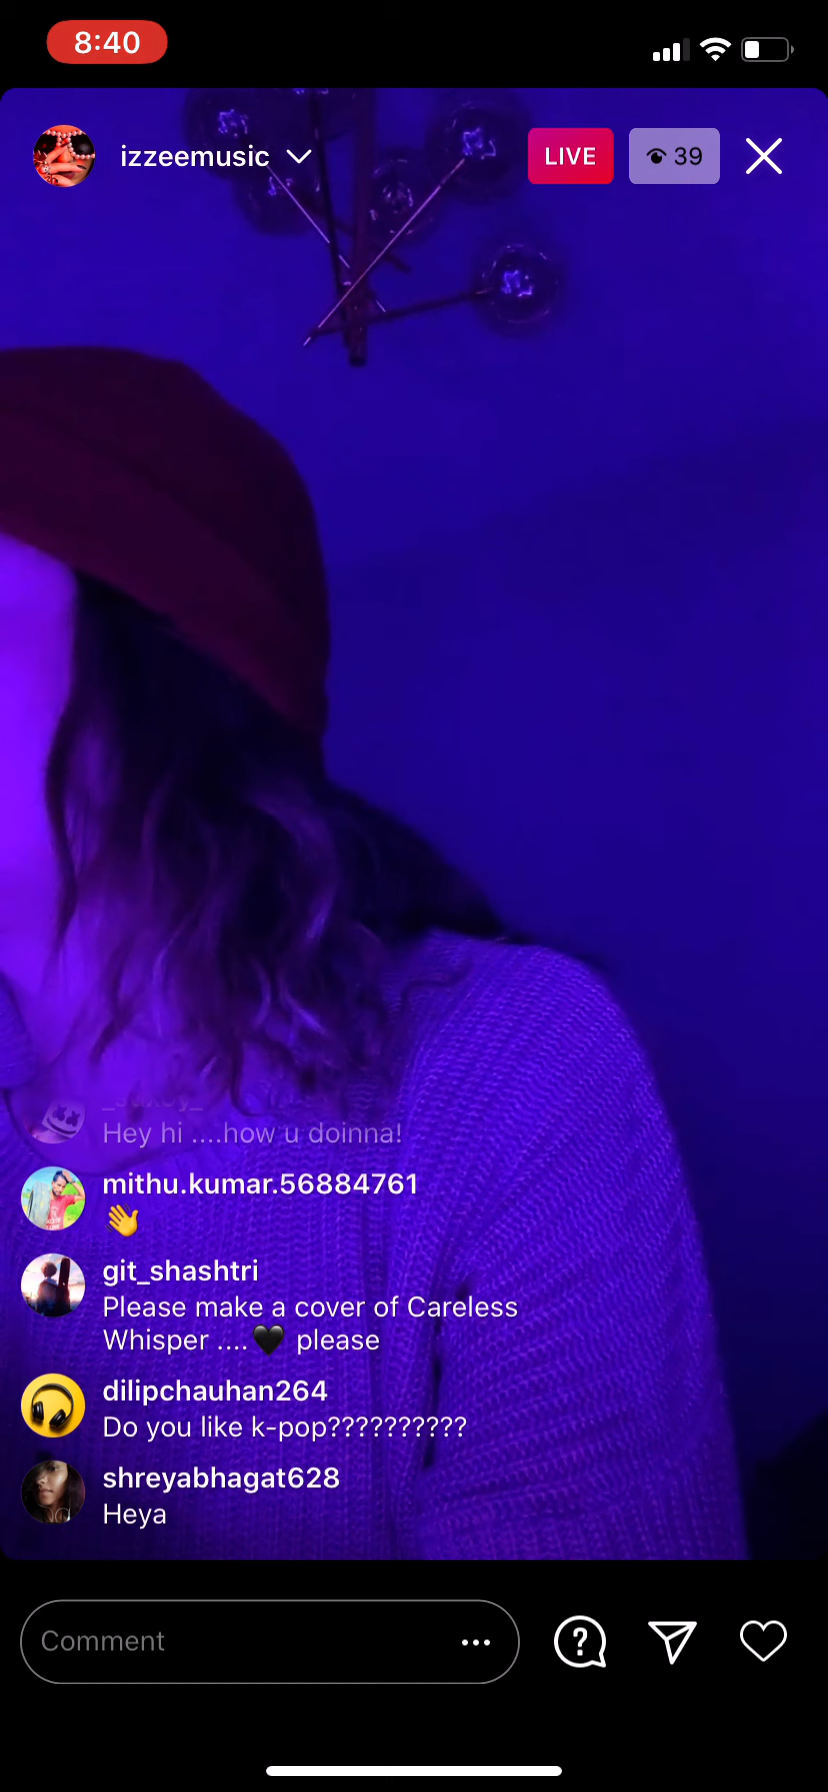 8:40
izzeemusic
LIVE
39
Hey hi ....how u doinna!
mithu.kumar.56884761
👋
git_shashtri
Please make a cover of Careless
Whisper ....🖤 please
dilipchauhan264
Do you like k-pop??????????
shreyabhagat628
Heya
Comment